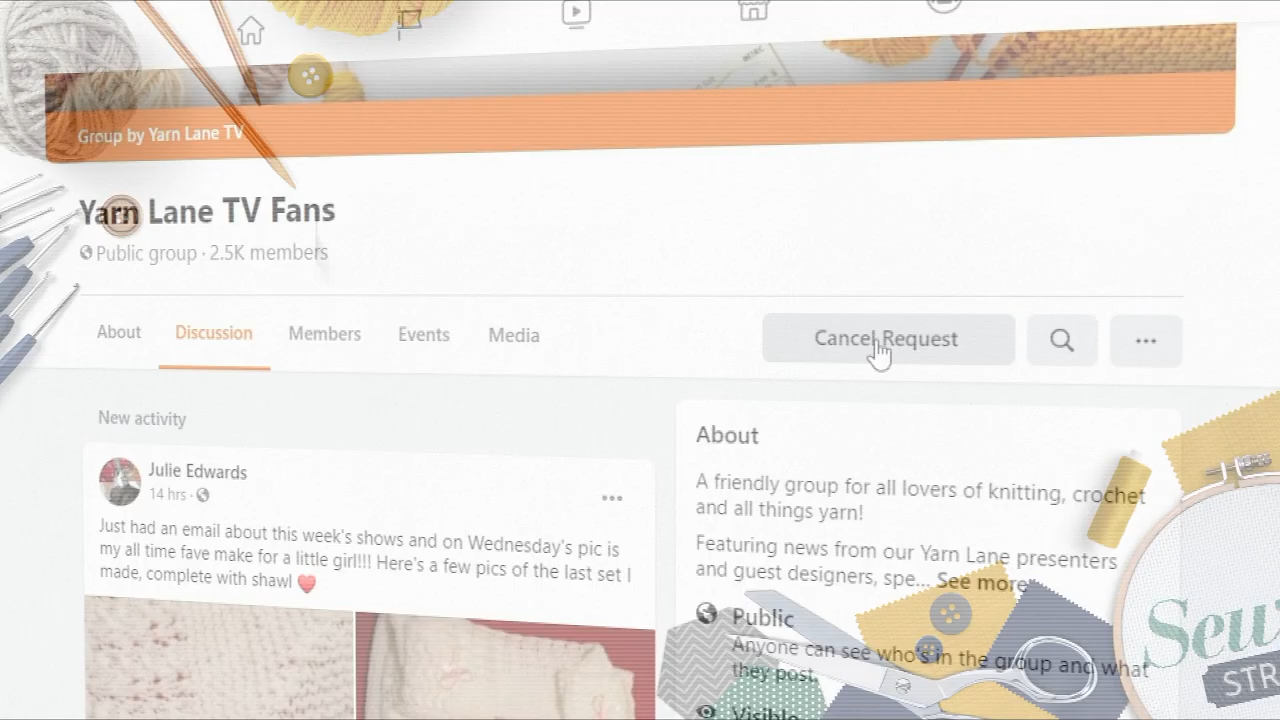 Group by Yarn Lane TV
Yarn Lane TV Fans
Public group · 2.5K members
About Discussion Members Events Media Cancel Request
New activity
Julie Edwards
14 hrs ·
Just had an email about this week's shows and on Wednesday's pic is
my all time fave make for a little girl!!! Here's a few pics of the last set I
made, complete with shawl ❤
About
A friendly group for all lovers of knitting, crochet
and all things yarn!
Featuring news from our Yarn Lane presenters
and guest designers, spe... See more
Public
Anyone can see who's in the group and what
they post.
Visible
Sew
STR